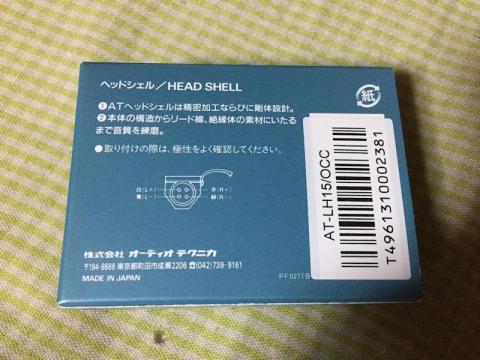 ヘッドシェル/HEAD SHELL
紙
❶ATヘッドシェルは精密加工ならびに剛体設計。
❷本体の構造からリード線、絶縁体の素材にいたる
まで音質を練磨。
●取り付けの際は、極性をよく確認してください。
白(L+) 赤(R+)
青(L-) 緑(R-)
株式会社 オーディオ テクニカ
〒194-8666 東京都町田市成瀬2206 ☎(042)739-9161
MADE IN JAPAN
PF0277B
AT-LH15/OCC
T4961310002381